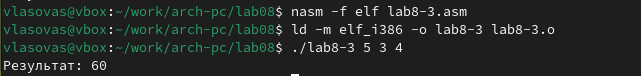 vlasovas@vbox:~/work/arch-pc/lab08$ nasm -f elf lab8-3.asm
vlasovas@vbox:~/work/arch-pc/lab08$ ld -m elf_i386 -o lab8-3 lab8-3.o
vlasovas@vbox:~/work/arch-pc/lab08$ ./lab8-3 5 3 4
Результат: 60